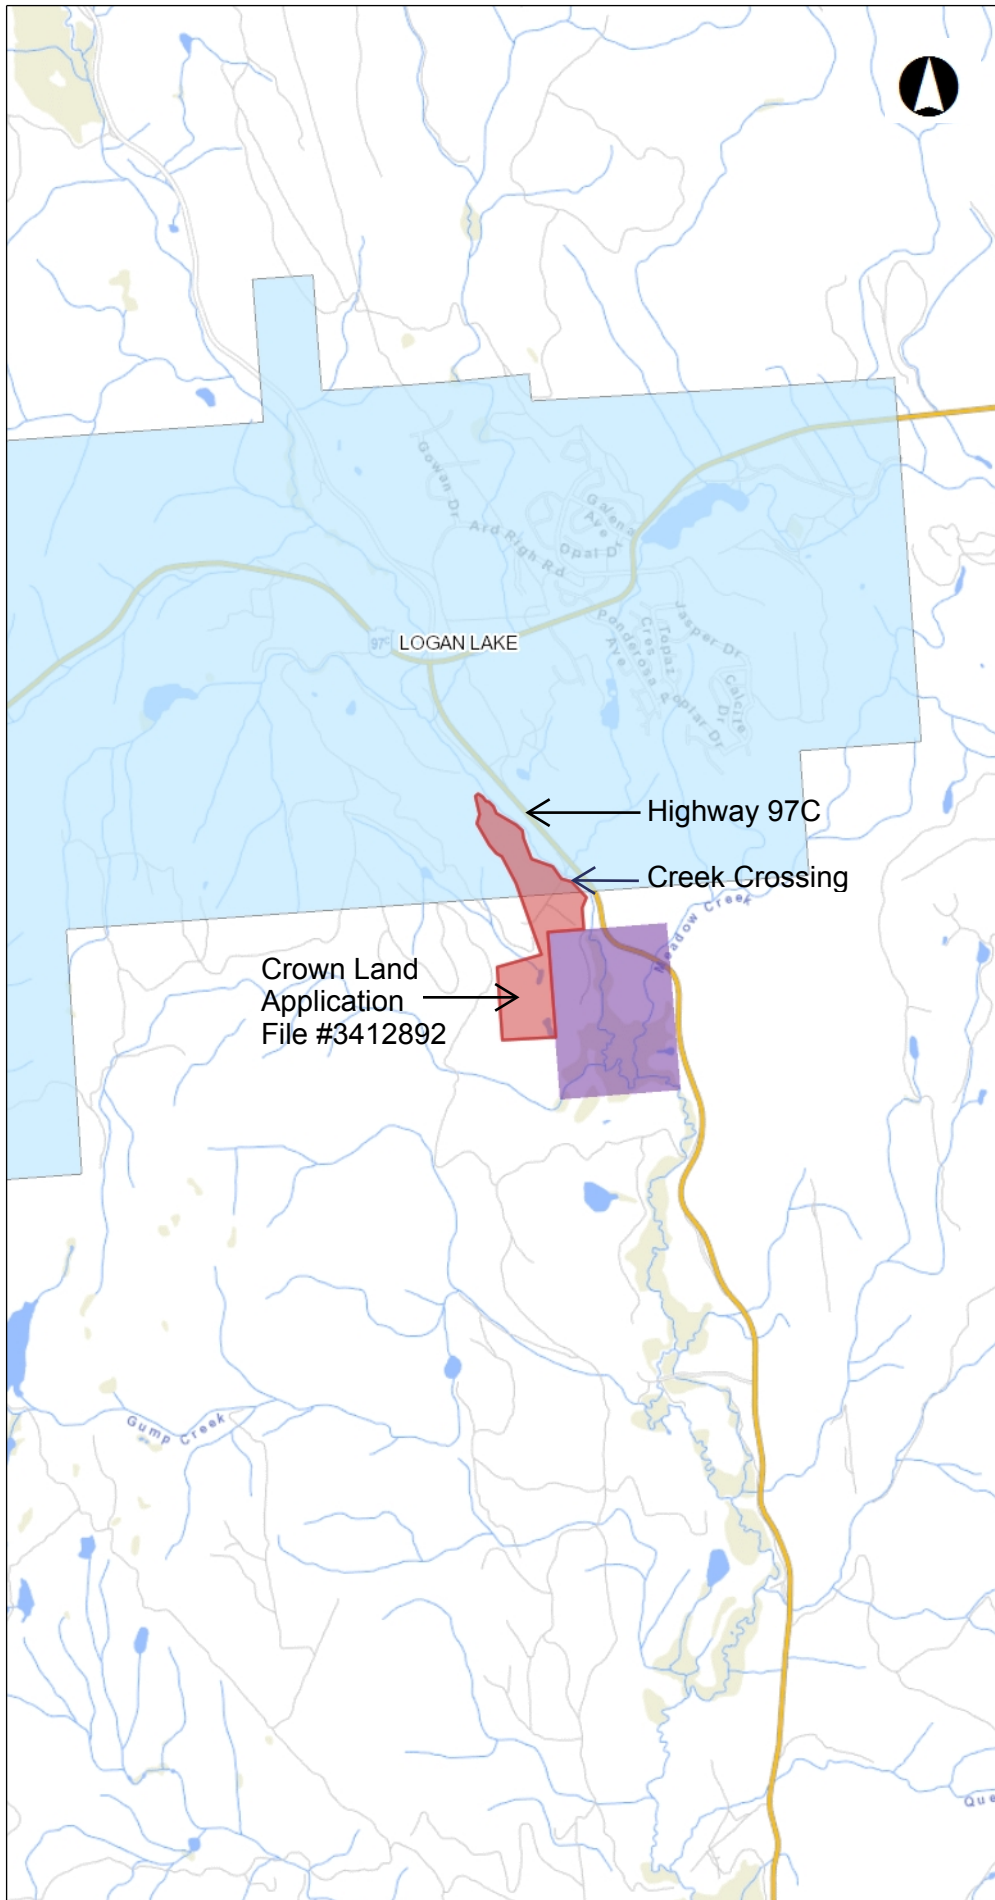 Gowan Dr
Ard Righ Rd
Galena
Ave
Opal Dr
97C
LOGAN LAKE
Ponderosa
Ave
Cres
Topaz
Jasper Dr
Poplar Dr
Calcite
Dr
Highway 97C
Creek Crossing
Meadow Creek
Crown Land
Application
File #3412892
Gump Creek
Que